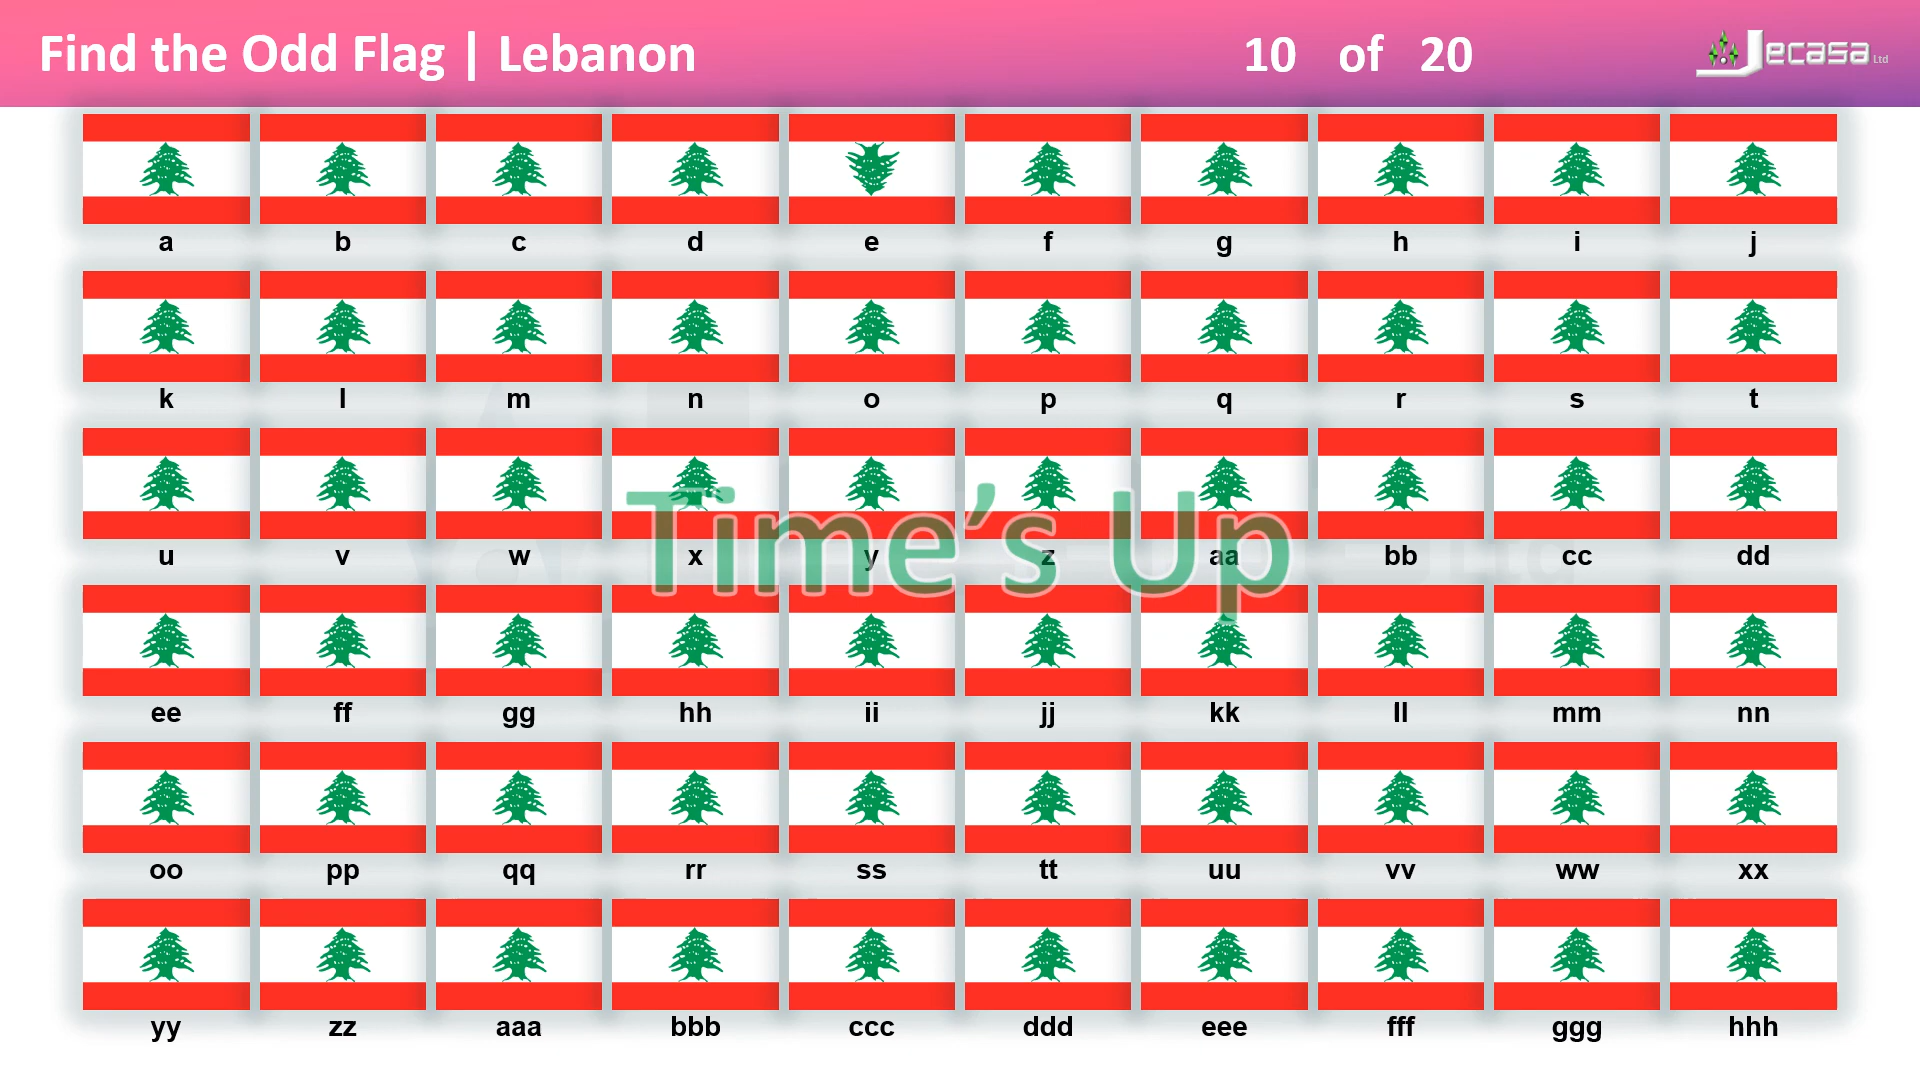 Find the Odd Flag | Lebanon 10 of 20 Jecasa Ltd
a b c d e f g h i j
k l m n o p q r s t
u v w x y z aa bb cc dd
Time's Up
ee ff gg hh ii jj kk ll mm nn
oo pp qq rr ss tt uu vv ww xx
yy zz aaa bbb ccc ddd eee fff ggg hhh